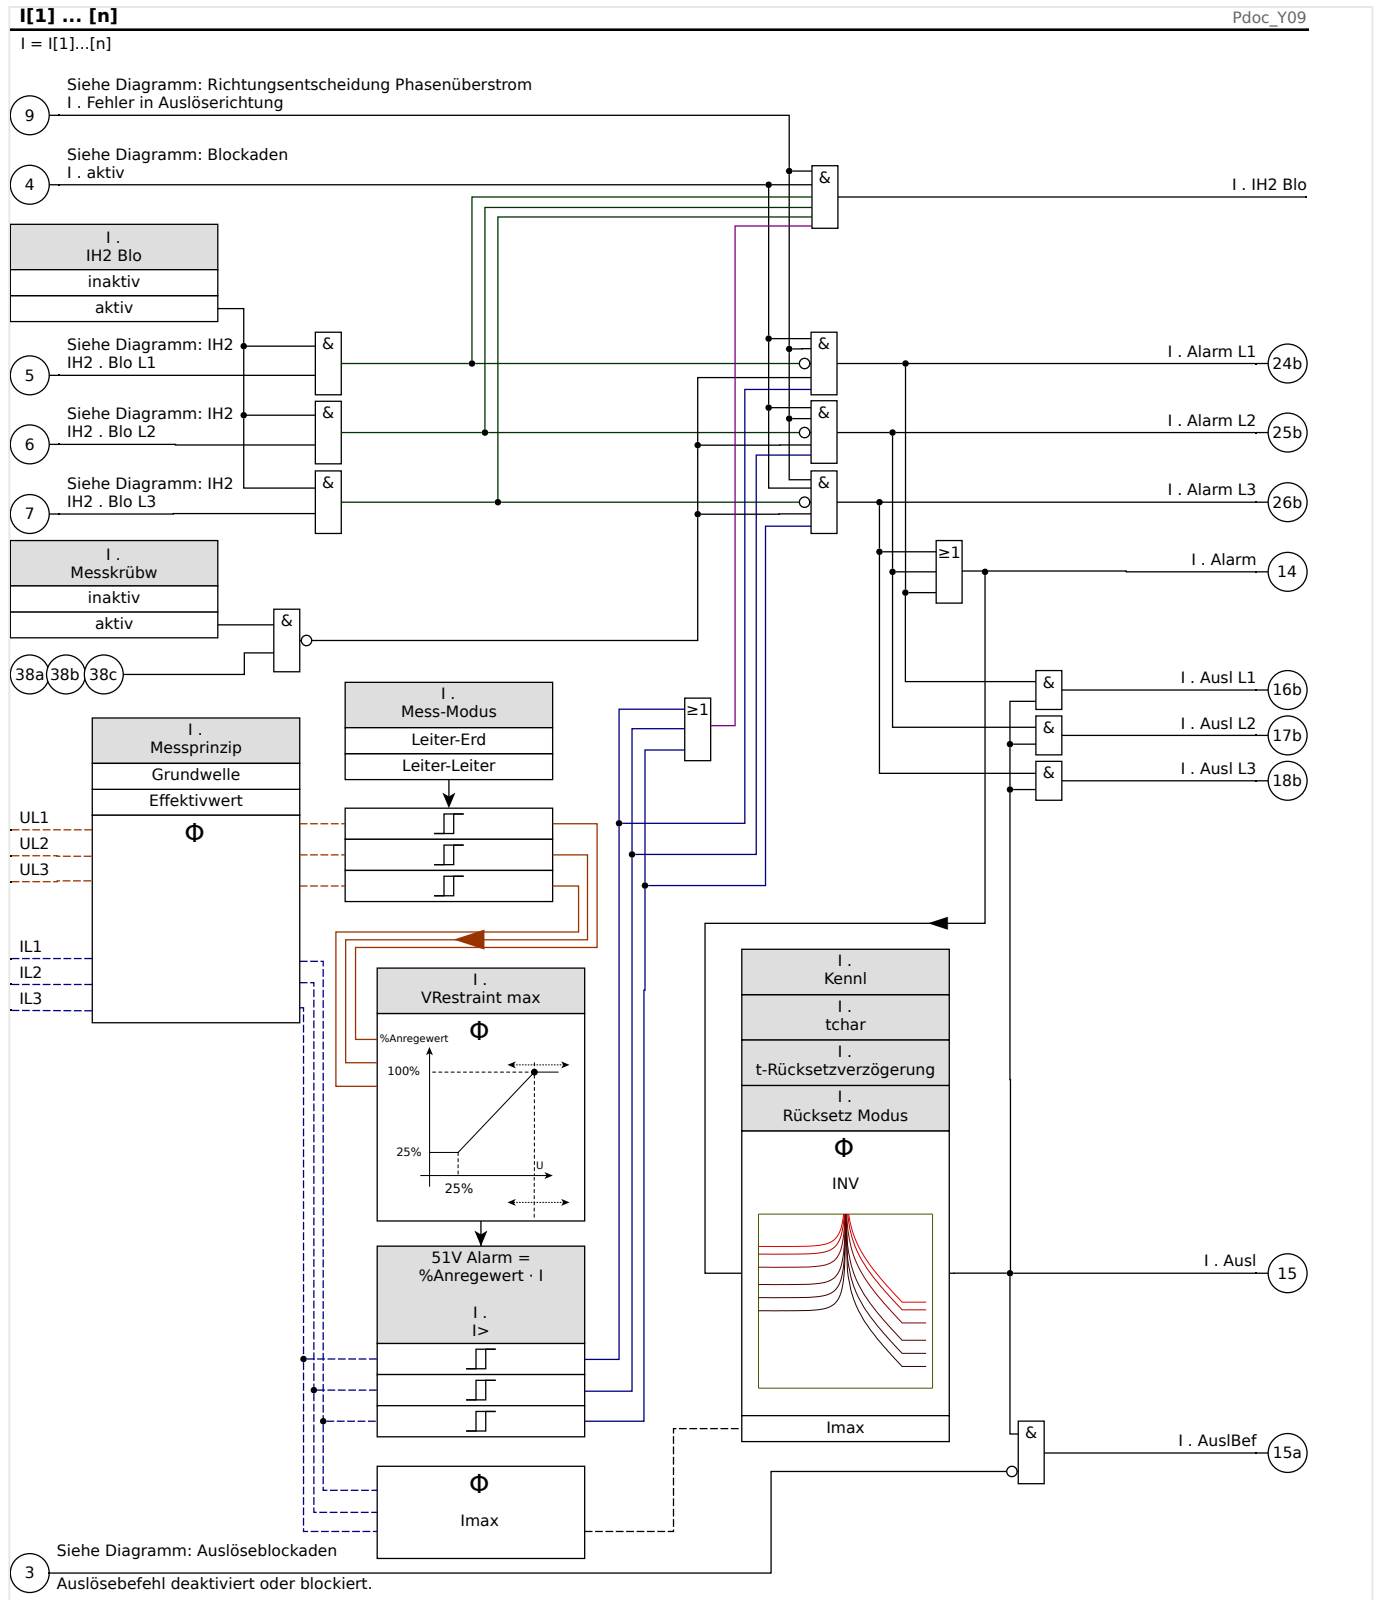 I[1] ... [n]
Pdoc_Y09
I = I[1]...[n]
Siehe Diagramm: Richtungsentscheidung Phasenüberstrom
I . Fehler in Auslöserichtung
9
Siehe Diagramm: Blockaden
I . aktiv
4
&
I . IH2 Blo
I .
IH2 Blo
inaktiv
aktiv
Siehe Diagramm: IH2
IH2 . Blo L1
5
&
&
I . Alarm L1
24b
Siehe Diagramm: IH2
IH2 . Blo L2
6
&
&
I . Alarm L2
25b
Siehe Diagramm: IH2
IH2 . Blo L3
7
&
&
I . Alarm L3
26b
I .
Messkrübw
inaktiv
aktiv
&
≥1
I . Alarm
14
38a
38b
38c
I .
Mess-Modus
Leiter-Erd
Leiter-Leiter
≥1
&
I . Ausl L1
16b
&
I . Ausl L2
17b
&
I . Ausl L3
18b
I .
Messprinzip
Grundwelle
Effektivwert
Φ
UL1
UL2
UL3
IL1
IL2
IL3
I .
VRestraint max
Φ
%Anregewert
100%
25%
25%
U
I .
Kennl
I .
tchar
I .
t-Rücksetzverzögerung
I .
Rücksetz Modus
Φ
INV
Imax
51V Alarm =
%Anregewert · I
I .
I>
I . Ausl
15
&
I . AuslBef
15a
Φ
Imax
Siehe Diagramm: Auslöseblockaden
3
Auslösebefehl deaktiviert oder blockiert.